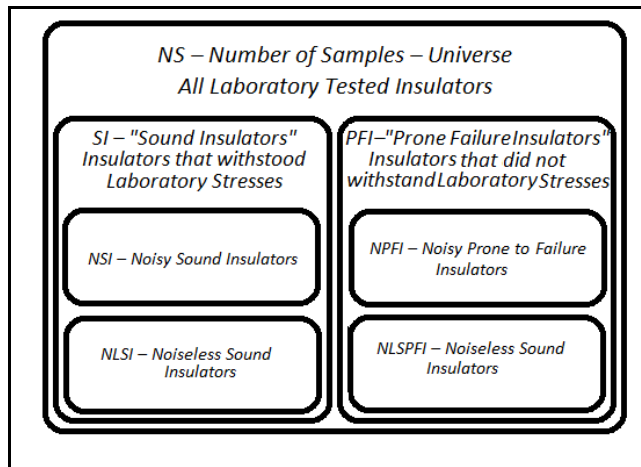 NS – Number of Samples – Universe
All Laboratory Tested Insulators
SI – "Sound Insulators"
Insulators that withstood
Laboratory Stresses
NSI – Noisy Sound Insulators
NLSI – Noiseless Sound
Insulators
PFI–"Prone Failure Insulators"
Insulators that did not
withstand Laboratory Stresses
NPFI – Noisy Prone to Failure
Insulators
NLSPFI – Noiseless Sound
Insulators